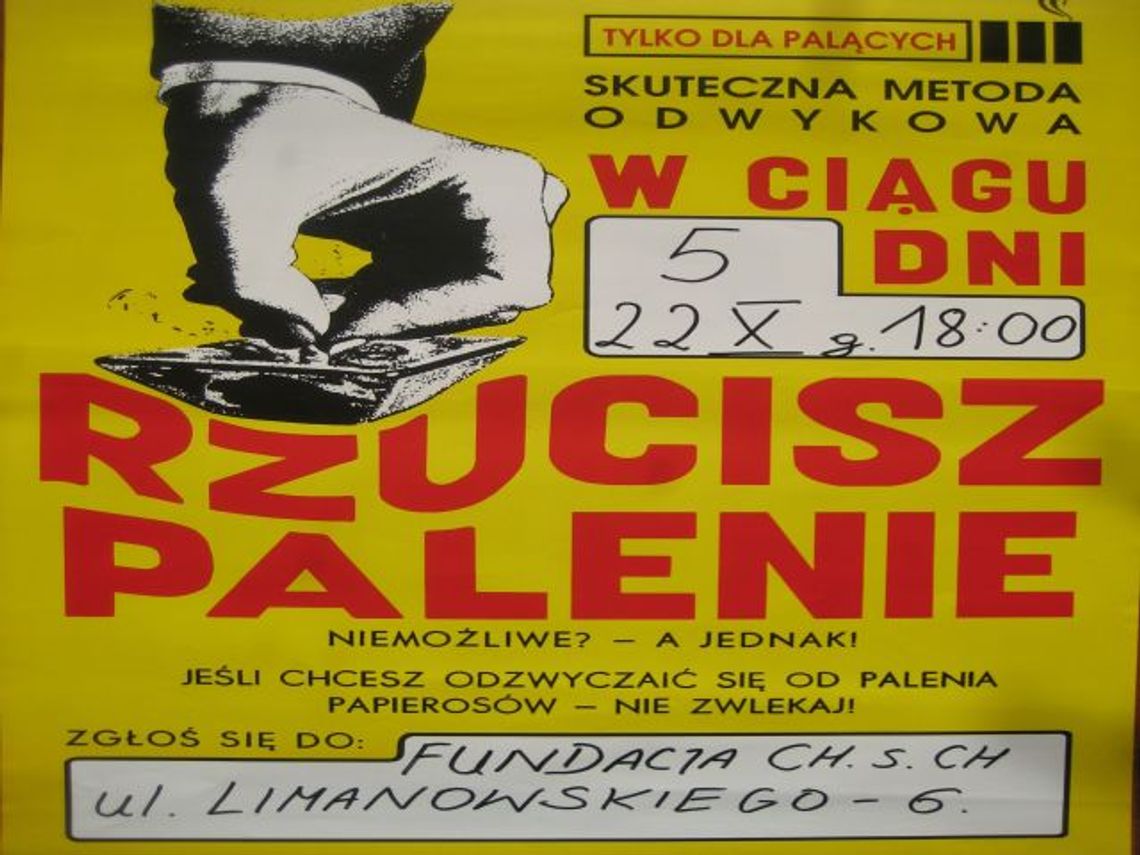 TYLKO DLA PALĄCYCH
SKUTECZNA METODA
ODWYKOWA
W CIĄGU
5 DNI
22 X g. 18:00
RZUCISZ
PALENIE
NIEMOŻLIWE? – A JEDNAK!
JEŚLI CHCESZ ODZWYCZAIĆ SIĘ OD PALENIA
PAPIEROSÓW – NIE ZWLEKAJ!
ZGŁOŚ SIĘ DO:
FUNDACJA CH. S. CH
ul. LIMANOWSKIEGO – 6.